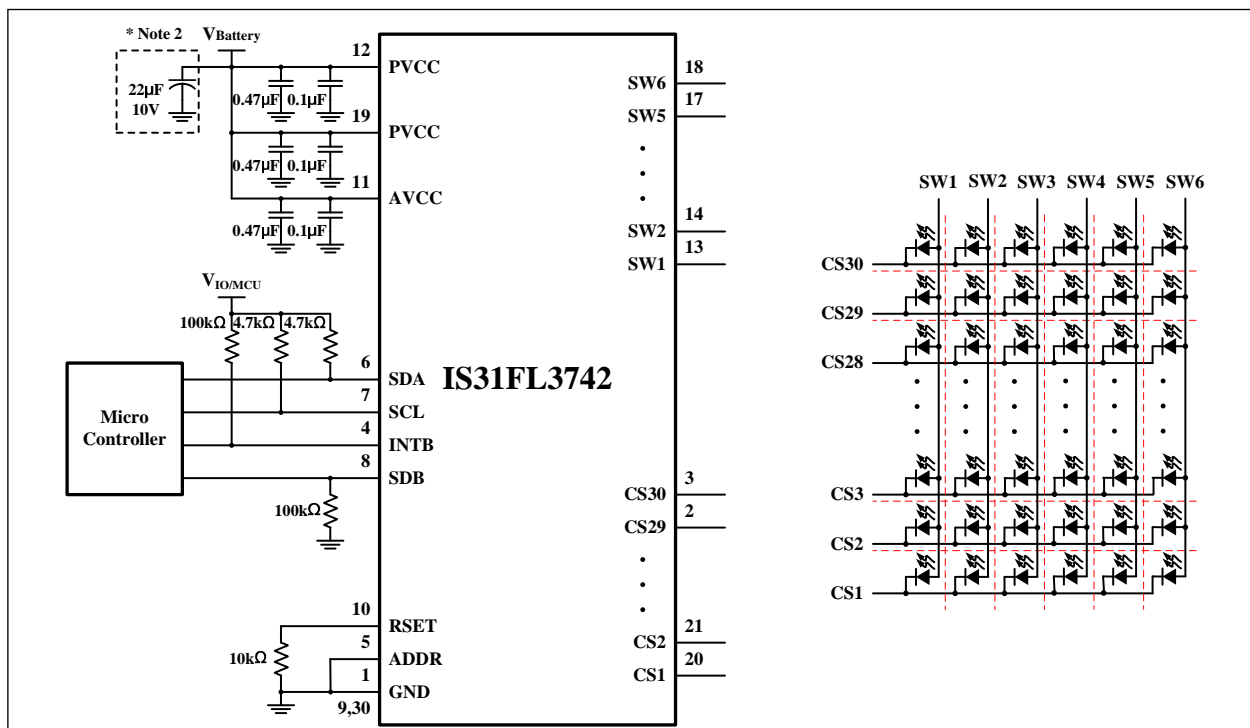 * Note 2
VBattery
22µF
10V
0.47µF 0.1µF
0.47µF 0.1µF
0.47µF 0.1µF
12
PVCC
19
PVCC
11
AVCC
VIO/MCU
100kΩ 4.7kΩ 4.7kΩ
Micro
Controller
6
SDA
7
SCL
4
INTB
8
SDB
100kΩ
10
RSET
10kΩ
5
ADDR
1
GND
9,30
IS31FL3742
18
SW6
17
SW5
14
SW2
13
SW1
3
CS30
2
CS29
21
CS2
20
CS1
SW1 SW2 SW3 SW4 SW5 SW6
CS30
CS29
CS28
CS3
CS2
CS1